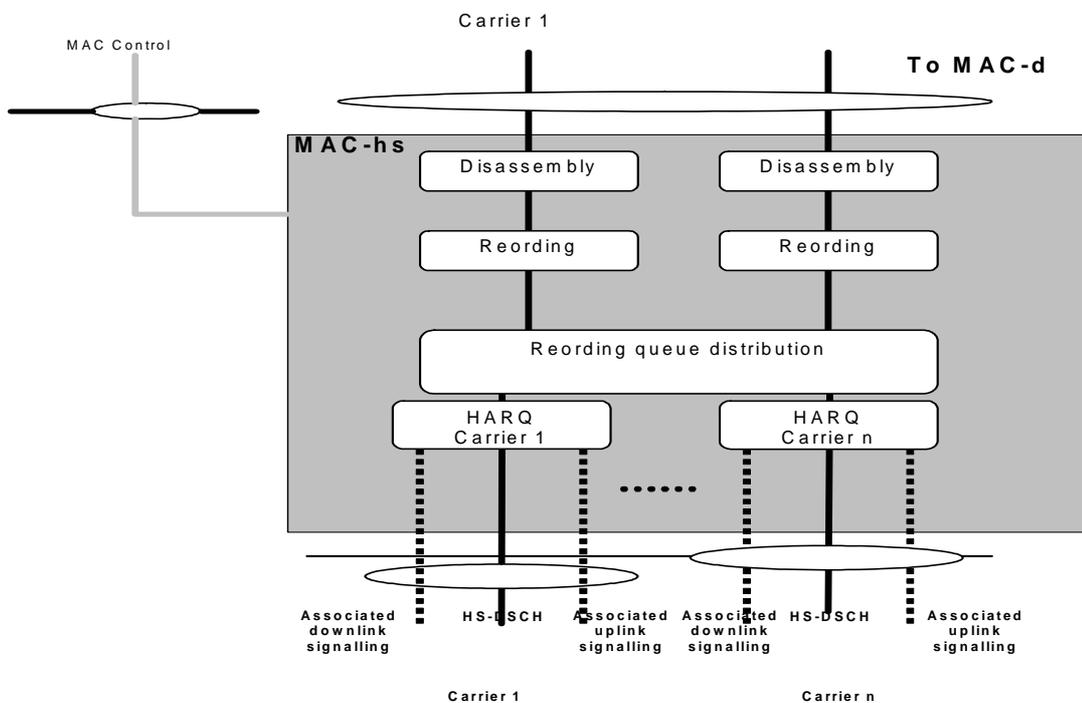 Carrier 1
MAC Control
To MAC-d
MAC-hs
Disassembly
Disassembly
Reording
Reording
Reording queue distribution
HARQ
Carrier 1
HARQ
Carrier n
Associated
downlink
signalling
HS-DSCH
Associated
uplink
signalling
Associated
downlink
signalling
HS-DSCH
Associated
uplink
signalling
Carrier 1
Carrier n